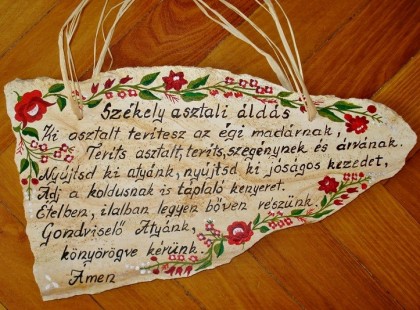 Székely asztali áldás
Ki asztalt terítesz az égi madárnak,
Teríts asztalt, teríts, szegénynek és árvának.
Nyújtsd ki atyánk, nyújtsd ki jóságos kezedet,
Adj a koldusnak is tápláló kenyeret.
Ételben, italban legyen bőven részünk.
Gondviselő Atyánk,
könyörögve kérünk.
Ámen